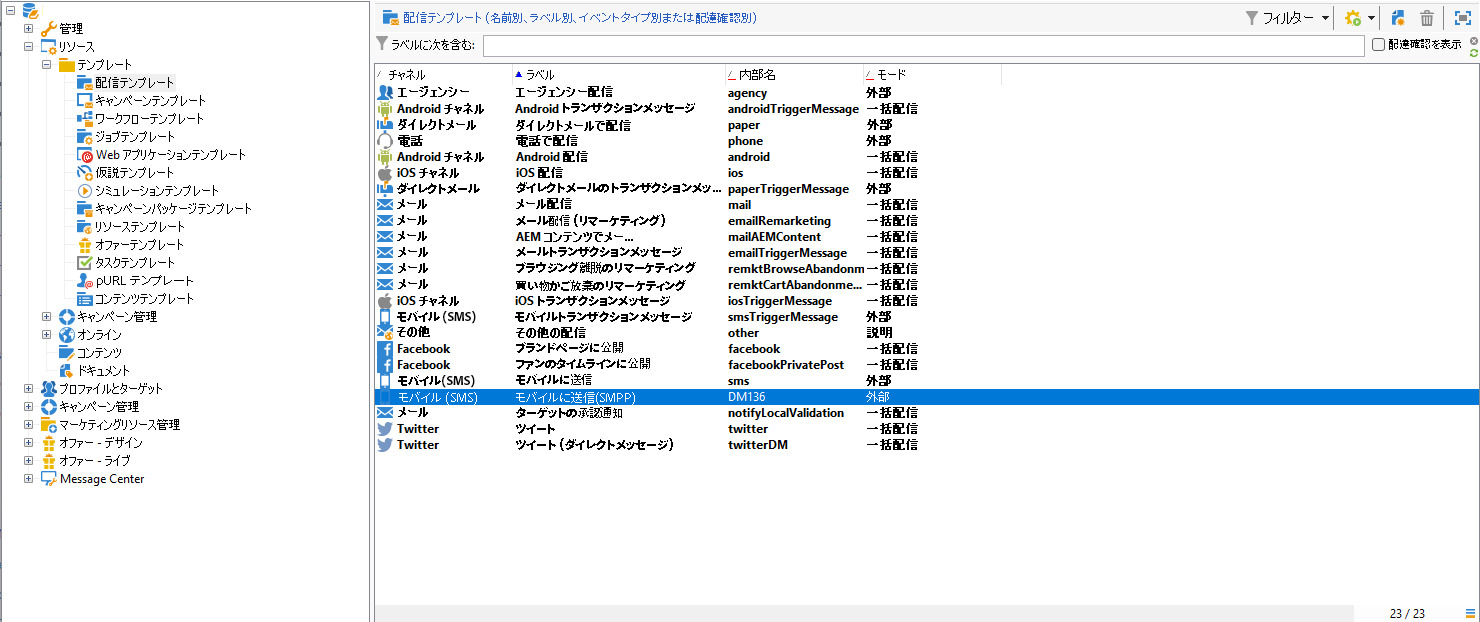 管理
リソース
テンプレート
配信テンプレート
キャンペーンテンプレート
ワークフローテンプレート
ジョブテンプレート
Web アプリケーションテンプレート
仮説テンプレート
シミュレーションテンプレート
キャンペーンパッケージテンプレート
リソーステンプレート
オファーテンプレート
タスクテンプレート
pURL テンプレート
コンテンツテンプレート
キャンペーン管理
オンライン
コンテンツ
ドキュメント
プロファイルとターゲット
キャンペーン管理
マーケティングリソース管理
オファー - デザイン
オファー - ライブ
Message Center
配信テンプレート (名前別、ラベル別、イベントタイプ別または配達確認別)
フィルター
ラベルに次を含む:
配達確認を表示
チャネル ラベル 内部名 モード
エージェンシー エージェンシー配信 agency 外部
Android チャネル Android トランザクションメッセージ androidTriggerMessage 一括配信
ダイレクトメール ダイレクトメールで配信 paper 外部
電話 電話で配信 phone 外部
Android チャネル Android 配信 android 一括配信
iOS チャネル iOS 配信 ios 一括配信
ダイレクトメール ダイレクトメールのトランザクションメッ... paperTriggerMessage 外部
メール メール配信 mail 一括配信
メール メール配信 (リマーケティング) emailRemarketing 一括配信
メール AEM コンテンツでメー... mailAEMContent 一括配信
メール メールトランザクションメッセージ emailTriggerMessage 一括配信
メール ブラウジング離脱のリマーケティング remktBrowseAbandonm 一括配信
メール 買い物かご放棄のリマーケティング remktCartAbandonme... 一括配信
iOS チャネル iOS トランザクションメッセージ iosTriggerMessage 一括配信
モバイル (SMS) モバイルトランザクションメッセージ smsTriggerMessage 外部
その他 その他の配信 other 説明
Facebook ブランドページに公開 facebook 一括配信
Facebook ファンのタイムラインに公開 facebookPrivatePost 一括配信
モバイル(SMS) モバイルに送信 sms 外部
モバイル (SMS) モバイルに送信(SMPP) DM136 外部
メール ターゲットの承認通知 notifyLocalValidation 一括配信
Twitter ツイート twitter 一括配信
Twitter ツイート (ダイレクトメッセージ) twitterDM 一括配信
23 / 23